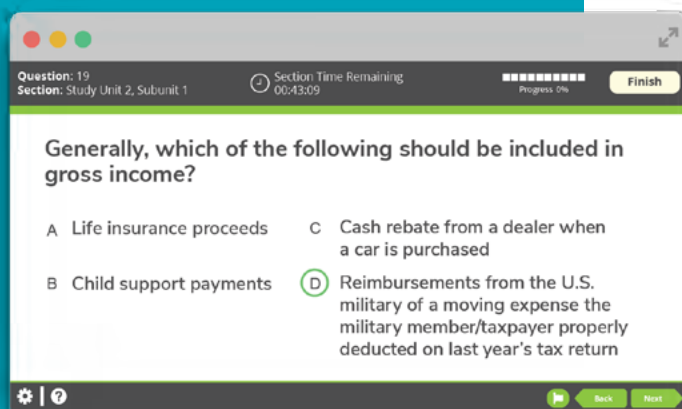 Question: 19
Section: Study Unit 2, Subunit 1
Section Time Remaining
00:43:09
Progress 0%
Finish
Generally, which of the following should be included in
gross income?
A Life insurance proceeds
B Child support payments
C Cash rebate from a dealer when
a car is purchased
D Reimbursements from the U.S.
military of a moving expense the
military member/taxpayer properly
deducted on last year's tax return
?
Back
Next